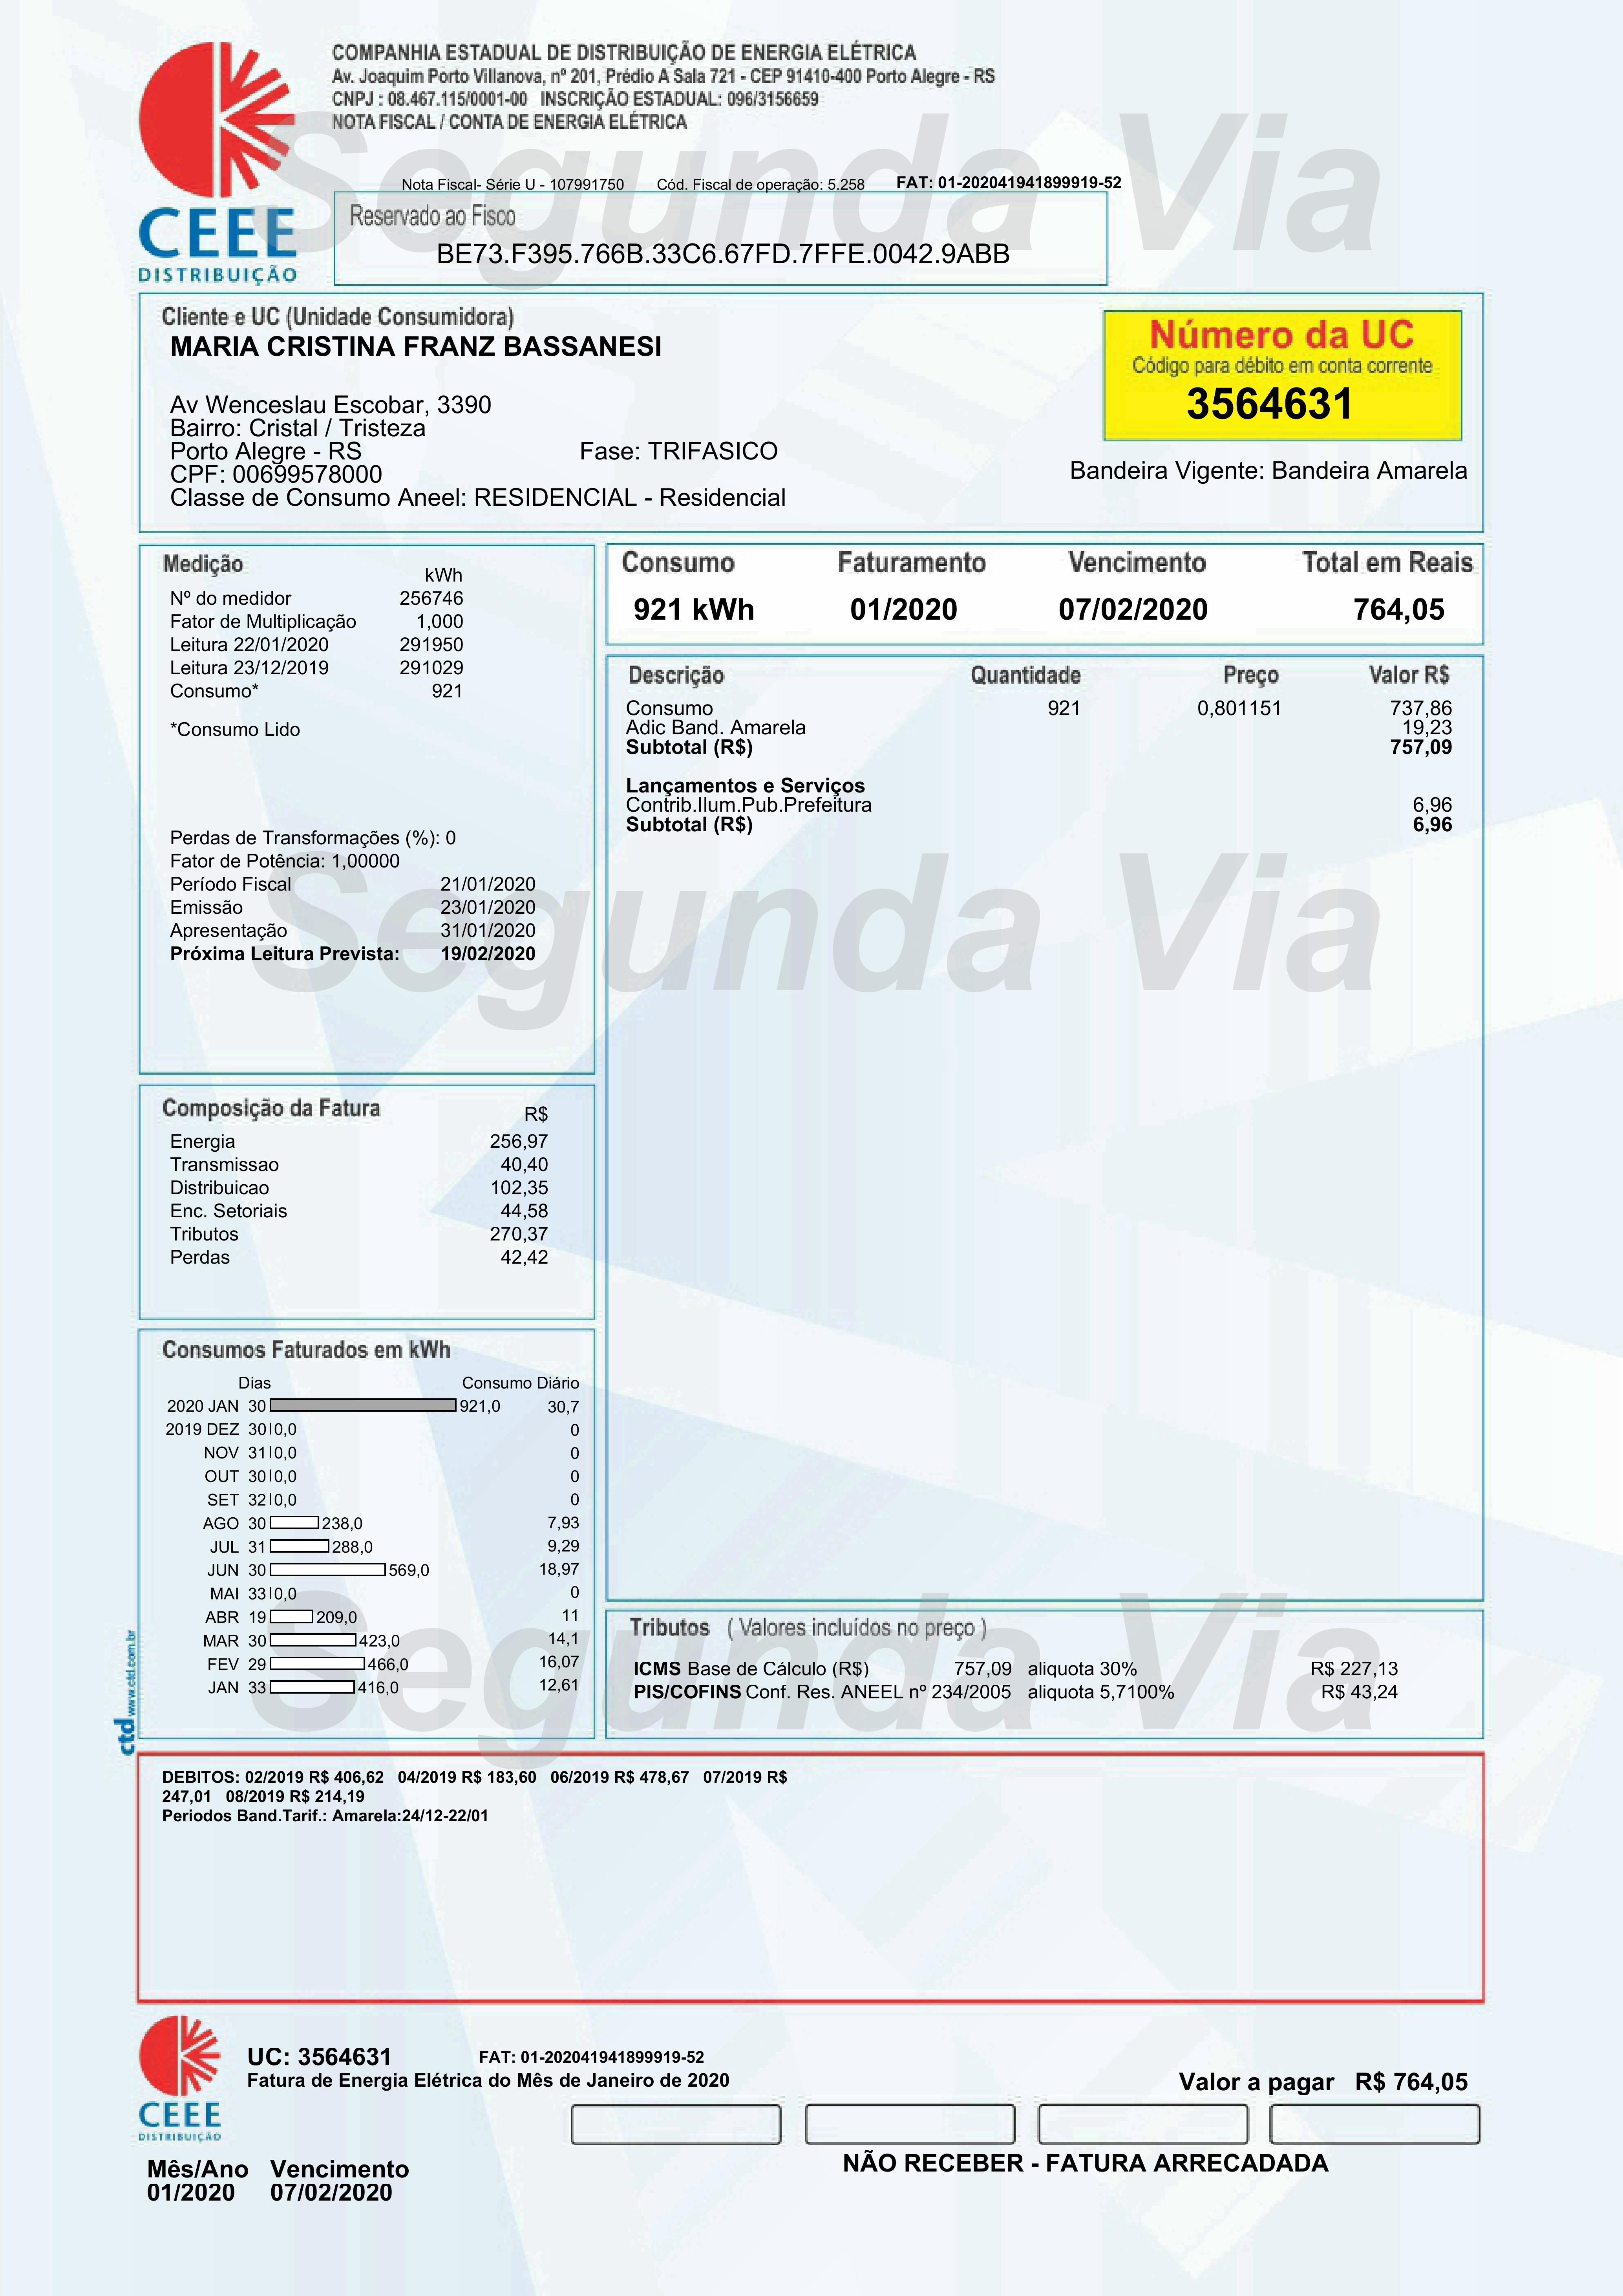 COMPANHIA ESTADUAL DE DISTRIBUIÇÃO DE ENERGIA ELÉTRICA
Av. Joaquim Porto Villanova, nº 201, Prédio A Sala 721 - CEP 91410-400 Porto Alegre - RS
CNPJ : 08.467.115/0001-00 INSCRIÇÃO ESTADUAL: 096/3156659
NOTA FISCAL / CONTA DE ENERGIA ELÉTRICA
Segunda Via
Nota Fiscal- Série U - 107991750 Cód. Fiscal de operação: 5.258 FAT: 01-202041941899919-52
CEEE
DISTRIBUIÇÃO
Reservado ao Fisco
BE73.F395.766B.33C6.67FD.7FFE.0042.9ABB
Cliente e UC (Unidade Consumidora)
MARIA CRISTINA FRANZ BASSANESI
Av Wenceslau Escobar, 3390
Bairro: Cristal / Tristeza
Porto Alegre - RS Fase: TRIFASICO
CPF: 00699578000
Classe de Consumo Aneel: RESIDENCIAL - Residencial
Número da UC
Código para débito em conta corrente
3564631
Bandeira Vigente: Bandeira Amarela
Medição
kWh
Nº do medidor 256746
Fator de Multiplicação 1,000
Leitura 22/01/2020 291950
Leitura 23/12/2019 291029
Consumo* 921
*Consumo Lido
Perdas de Transformações (%): 0
Fator de Potência: 1,00000
Período Fiscal 21/01/2020
Emissão 23/01/2020
Apresentação 31/01/2020
Próxima Leitura Prevista: 19/02/2020
Consumo Faturamento Vencimento Total em Reais
921 kWh 01/2020 07/02/2020 764,05
Descrição Quantidade Preço Valor R$
Consumo 921 0,801151 737,86
Adic Band. Amarela 19,23
Subtotal (R$) 757,09
Lançamentos e Serviços
Contrib.Ilum.Pub.Prefeitura 6,96
Subtotal (R$) 6,96
Segunda Via
Composição da Fatura R$
Energia 256,97
Transmissao 40,40
Distribuicao 102,35
Enc. Setoriais 44,58
Tributos 270,37
Perdas 42,42
Consumos Faturados em kWh
Dias Consumo Diário
2020 JAN 30 921,0 30,7
2019 DEZ 30 0,0 0
NOV 31 0,0 0
OUT 30 0,0 0
SET 32 0,0 0
AGO 30 238,0 7,93
JUL 31 288,0 9,29
JUN 30 569,0 18,97
MAI 33 0,0 0
ABR 19 209,0 11
MAR 30 423,0 14,1
FEV 29 466,0 16,07
JAN 33 416,0 12,61
Segunda Via
Tributos ( Valores incluídos no preço )
ICMS Base de Cálculo (R$) 757,09 aliquota 30% R$ 227,13
PIS/COFINS Conf. Res. ANEEL nº 234/2005 aliquota 5,7100% R$ 43,24
ctd www.ctd.com.br
DEBITOS: 02/2019 R$ 406,62 04/2019 R$ 183,60 06/2019 R$ 478,67 07/2019 R$
247,01 08/2019 R$ 214,19
Periodos Band.Tarif.: Amarela:24/12-22/01
CEEE
DISTRIBUIÇÃO
UC: 3564631 FAT: 01-202041941899919-52
Fatura de Energia Elétrica do Mês de Janeiro de 2020
Valor a pagar R$ 764,05
NÃO RECEBER - FATURA ARRECADADA
Mês/Ano Vencimento
01/2020 07/02/2020